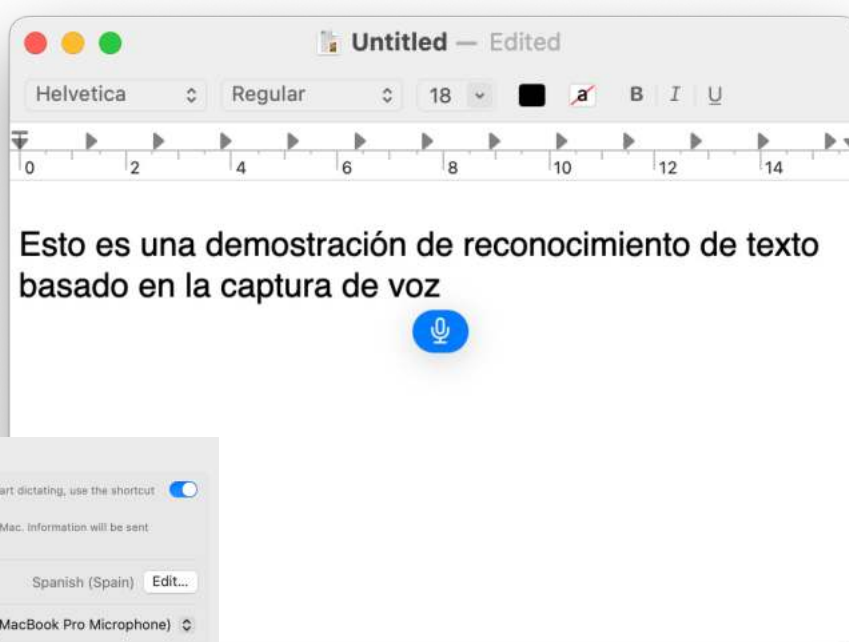 Untitled — Edited
Helvetica Regular 18 a B I U
0 2 4 6 8 10 12 14
Esto es una demostración de reconocimiento de texto
basado en la captura de voz
art dictating, use the shortcut
Mac. Information will be sent
Spanish (Spain) Edit...
MacBook Pro Microphone)